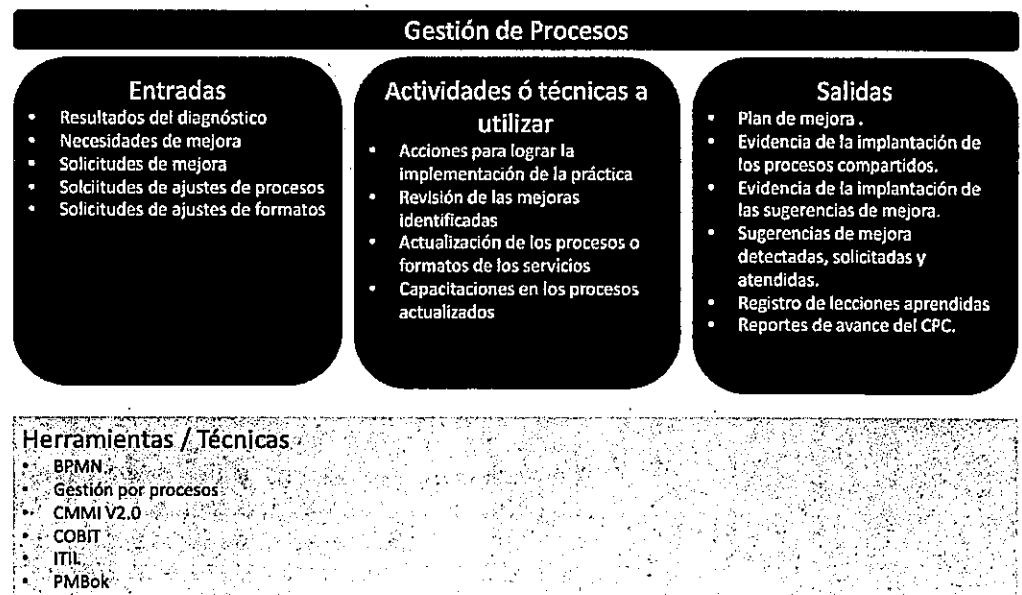 Gestión de Procesos
Entradas
• Resultados del diagnóstico
• Necesidades de mejora
• Solicitudes de mejora
• Solciitudes de ajustes de procesos
• Solicitudes de ajustes de formatos
Actividades ó técnicas a
utilizar
• Acciones para lograr la
implementación de la práctica
• Revisión de las mejoras
identificadas
• Actualización de los procesos o
formatos de los servicios
• Capacitaciones en los procesos
actualizados
Salidas
• Plan de mejora .
• Evidencia de la implantación de
los procesos compartidos.
• Evidencia de la implantación de
las sugerencias de mejora.
• Sugerencias de mejora
detectadas, solicitadas y
atendidas.
• Registro de lecciones aprendidas
• Reportes de avance del CPC.
Herramientas / Técnicas
• BPMN
• Gestión por procesos
• CMMI V2.0
• COBIT
• ITIL
• PMBok